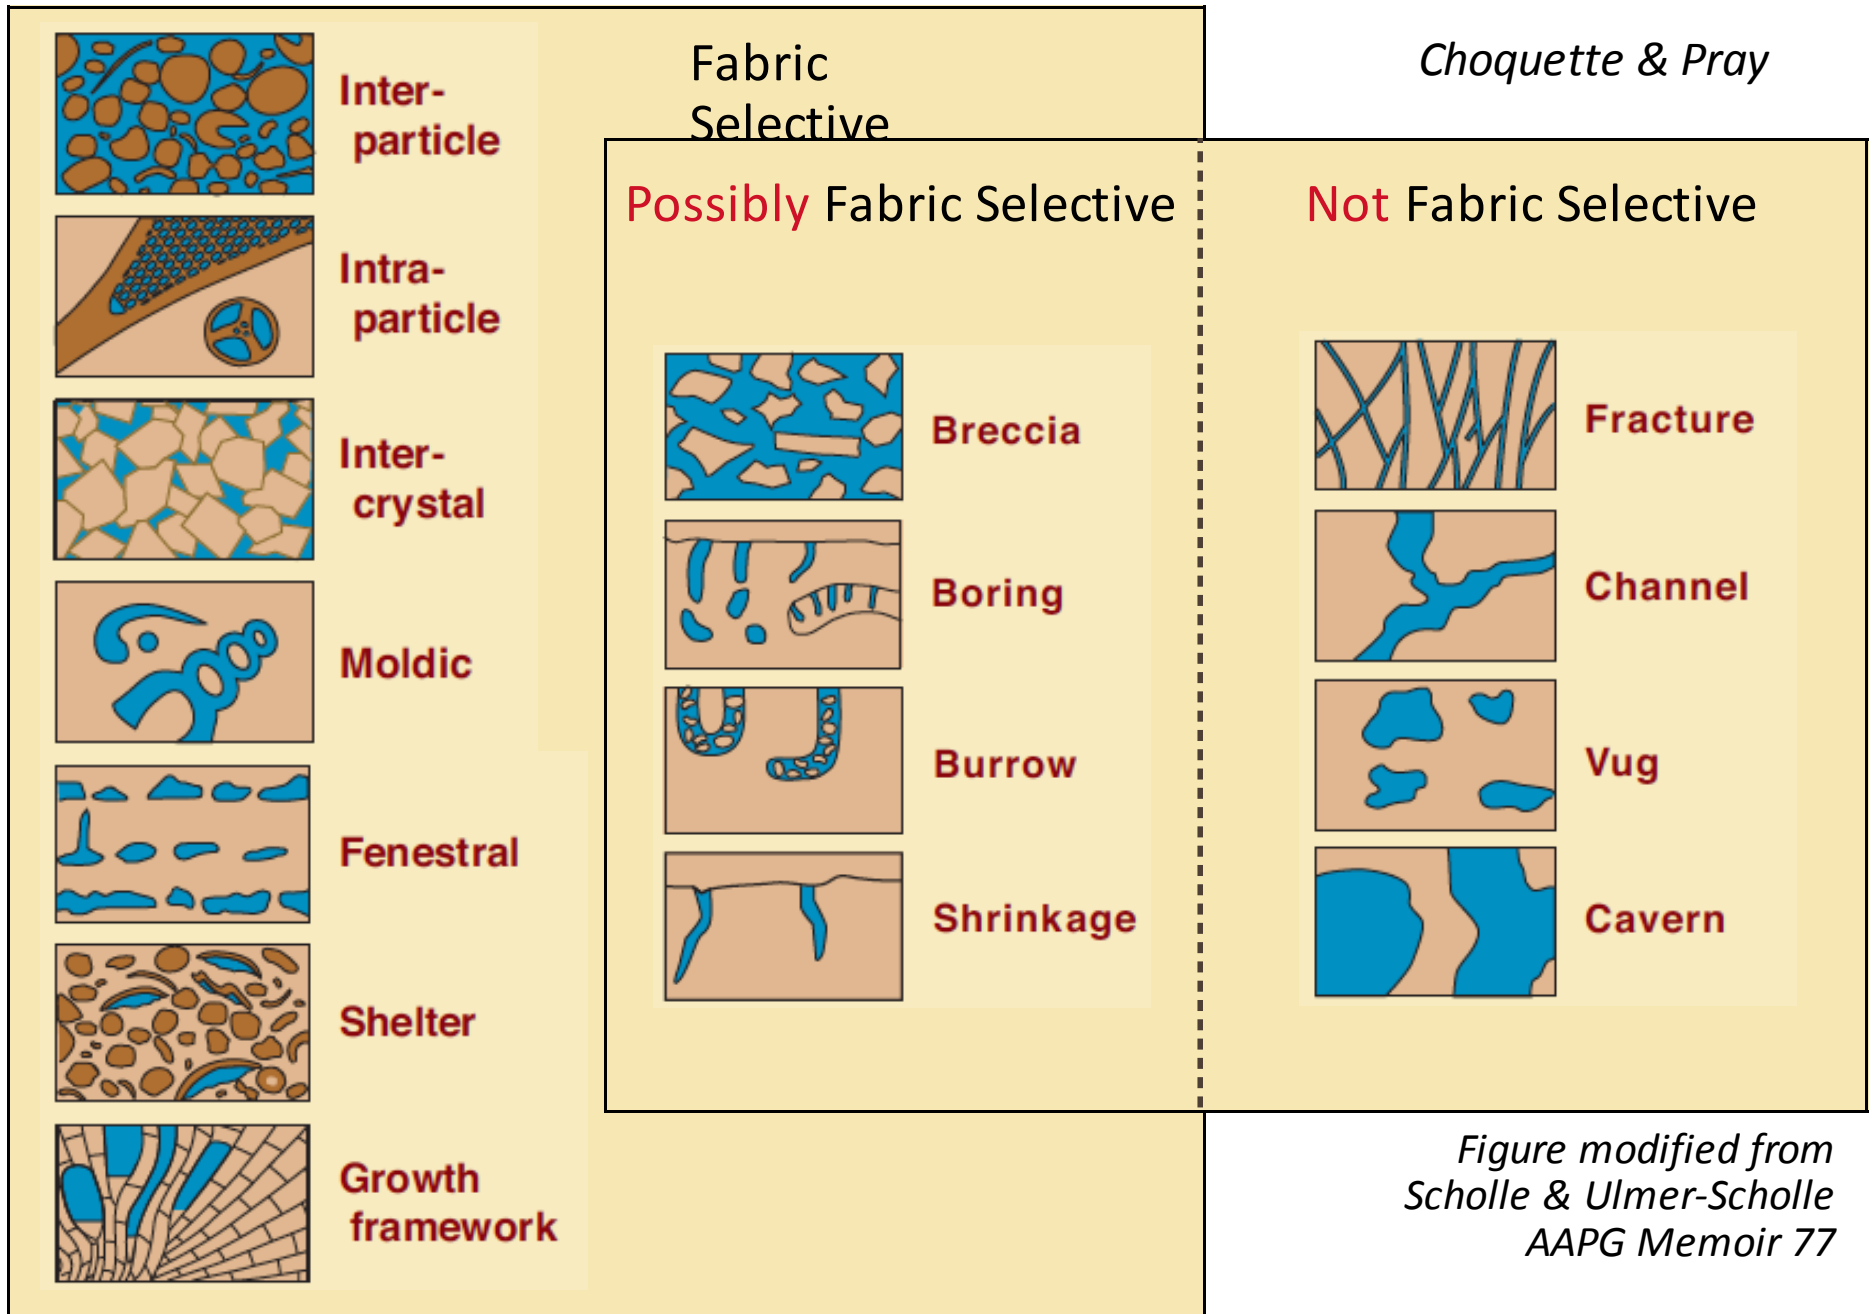 Fabric
Selective
Choquette & Pray
Inter-
particle
Intra-
particle
Inter-
crystal
Moldic
Fenestral
Shelter
Growth
framework
Possibly Fabric Selective
Breccia
Boring
Burrow
Shrinkage
Not Fabric Selective
Fracture
Channel
Vug
Cavern
Figure modified from
Scholle & Ulmer-Scholle
AAPG Memoir 77